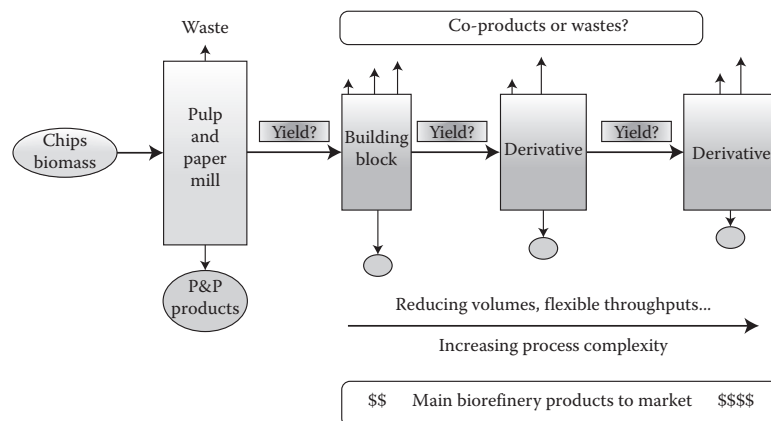 Waste
Co-products or wastes?
Chips
biomass
Pulp
and
paper
mill
Yield?
Building
block
Yield?
Derivative
Yield?
Derivative
P&P
products
Reducing volumes, flexible throughputs...
Increasing process complexity
$$ Main biorefinery products to market $$$$